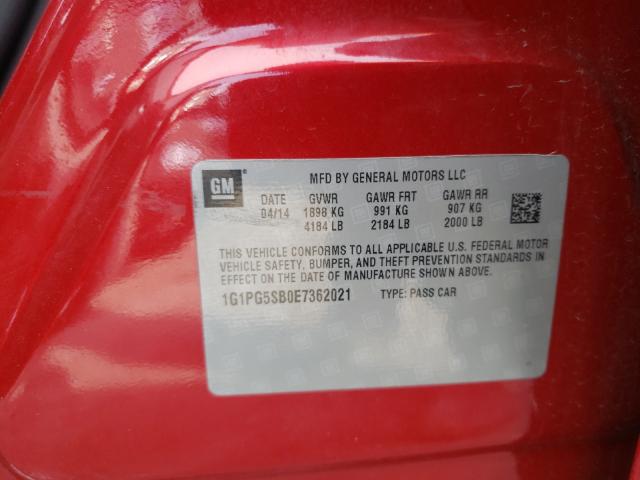 MFD BY GENERAL MOTORS LLC
GM
DATE GVWR GAWR FRT GAWR RR
04/14 1898 KG 991 KG 907 KG
4184 LB 2184 LB 2000 LB
THIS VEHICLE CONFORMS TO ALL APPLICABLE U.S. FEDERAL MOTOR
VEHICLE SAFETY, BUMPER, AND THEFT PREVENTION STANDARDS
IN EFFECT ON THE DATE OF MANUFACTURE SHOWN ABOVE.
1G1PG5SB0E7362021 TYPE: PASS CAR